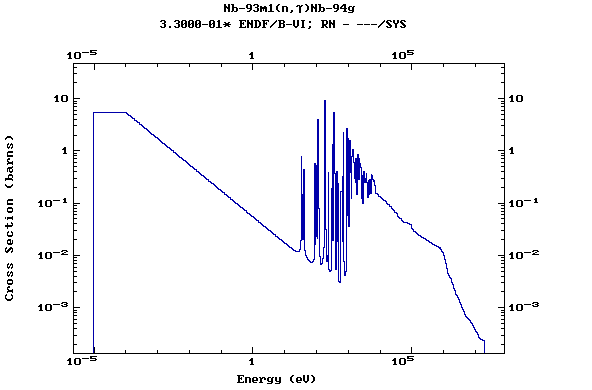 Nb-93m1(n,γ)Nb-94g
3.3000-01* ENDF/B-VI; RN - ---/SYS
10⁻⁵ 1 10⁵
10 10
1 1
10⁻¹ 10⁻¹
10⁻² 10⁻²
10⁻³ 10⁻³
Cross Section (barns)
10⁻⁵ 1 10⁵
Energy (eV)